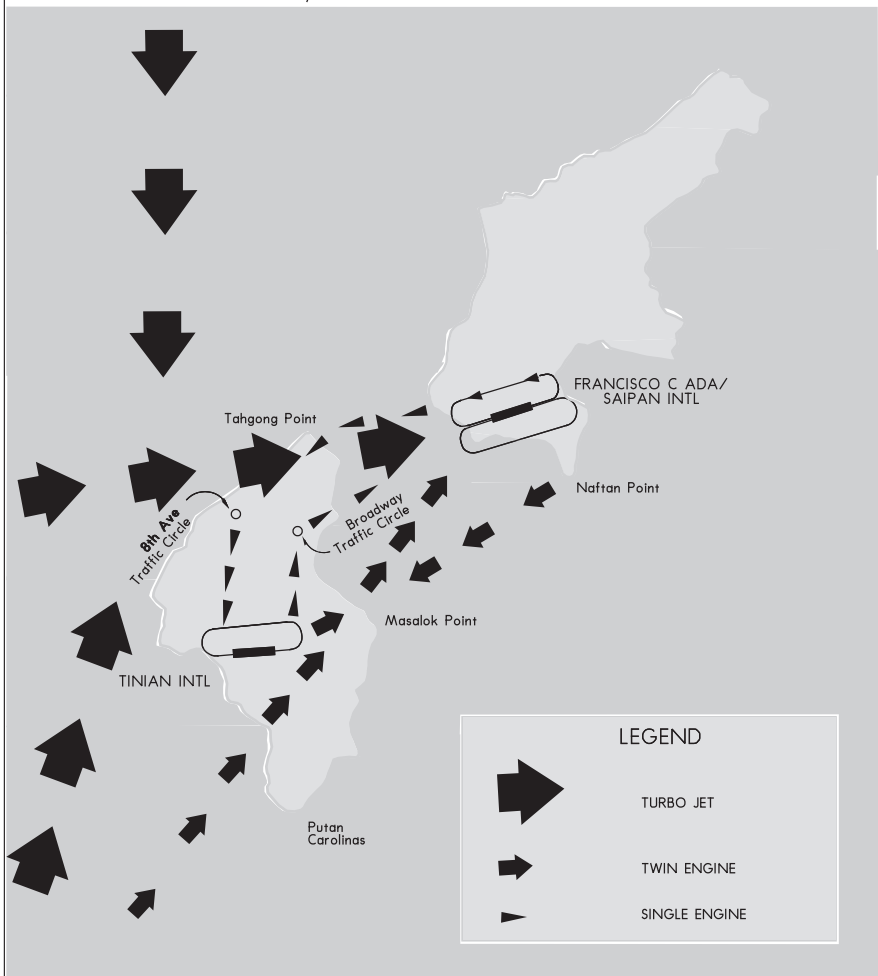 FRANCISCO C ADA/
SAIPAN INTL
Tahgong Point
Naftan Point
8th Ave
Traffic Circle
Broadway
Traffic Circle
Masalok Point
TINIAN INTL
LEGEND
TURBO JET
TWIN ENGINE
SINGLE ENGINE
Putan
Carolinas